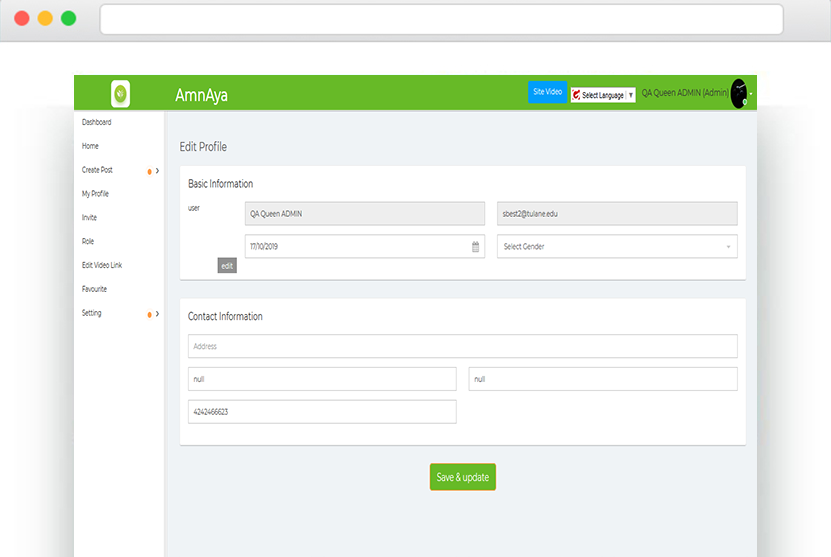 AmnAya
Site Video
Select Language
QA Queen ADMIN (Admin)
Dashboard
Home
Create Post
My Profile
Invite
Role
Edit Video Link
Favourite
Setting
Edit Profile
Basic Information
user
QA Queen ADMIN
sbest2@tulane.edu
17/10/2019
Select Gender
edit
Contact Information
Address
null
null
4242466623
Save & update